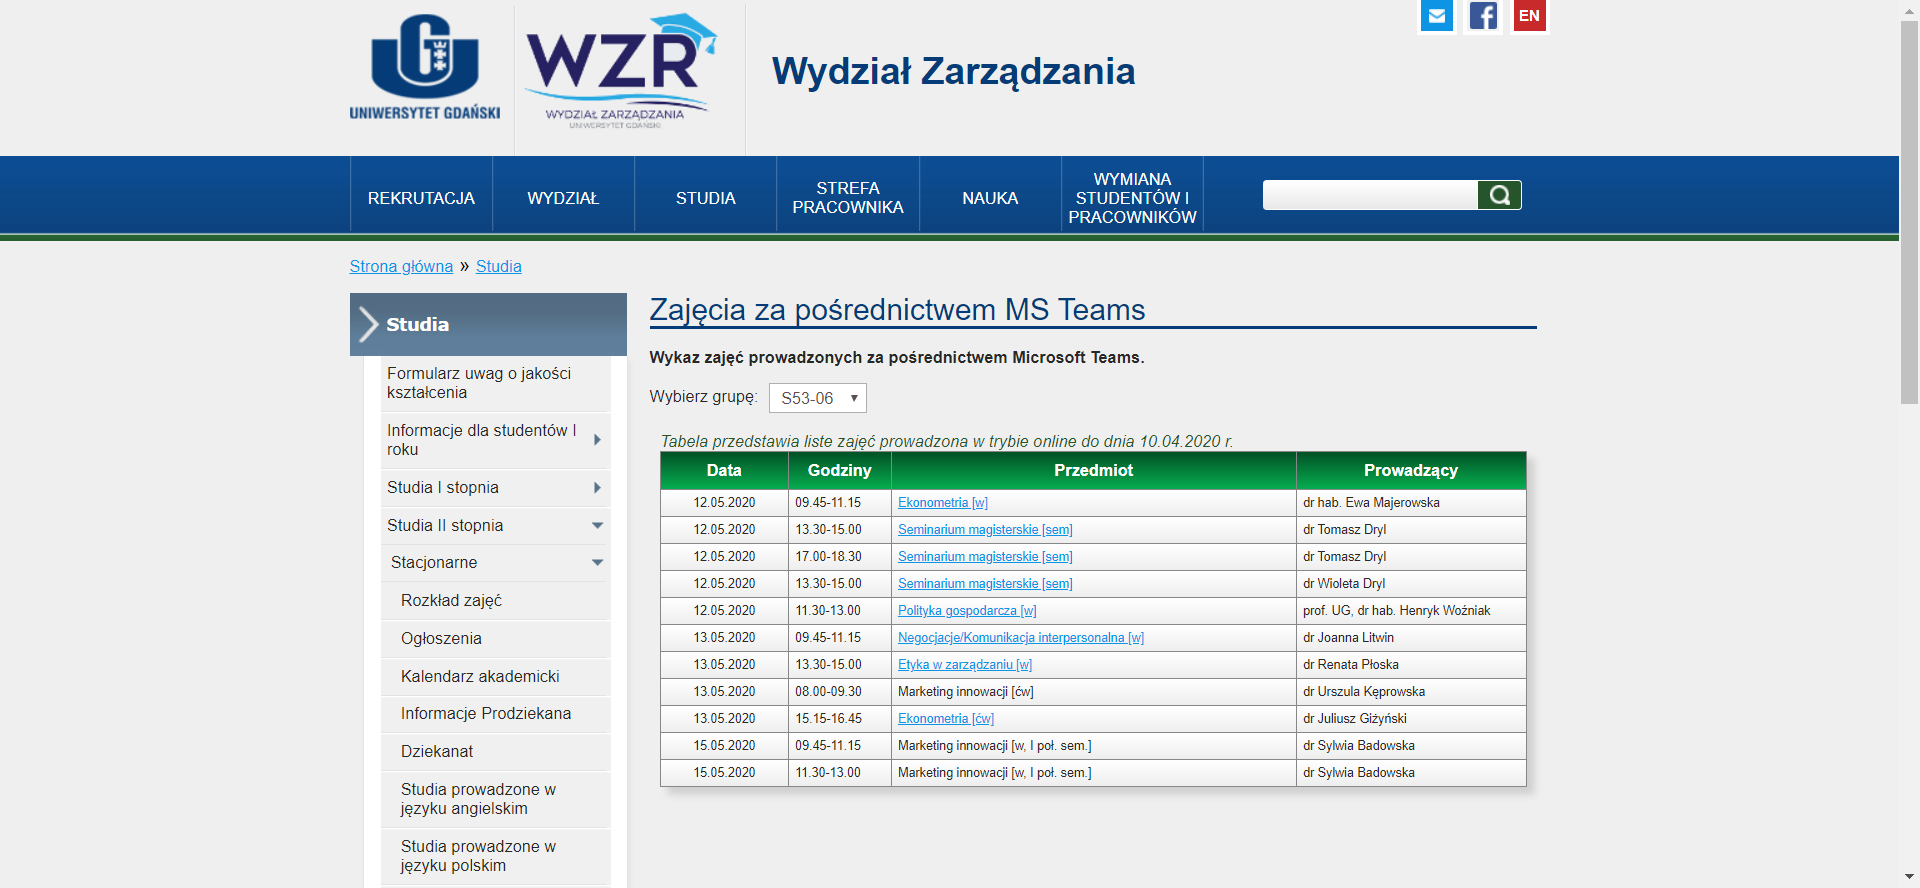 UNIWERSYTET GDAŃSKI
WZR
WYDZIAŁ ZARZĄDZANIA
UNIWERSYTET GDAŃSKI
Wydział Zarządzania
EN
REKRUTACJA
WYDZIAŁ
STUDIA
STREFA
PRACOWNIKA
NAUKA
WYMIANA
STUDENTÓW I
PRACOWNIKÓW
Strona główna » Studia
Studia
Formularz uwag o jakości
kształcenia
Informacje dla studentów I
roku
Studia I stopnia
Studia II stopnia
Stacjonarne
Rozkład zajęć
Ogłoszenia
Kalendarz akademicki
Informacje Prodziekana
Dziekanat
Studia prowadzone w
języku angielskim
Studia prowadzone w
języku polskim
Zajęcia za pośrednictwem MS Teams
Wykaz zajęć prowadzonych za pośrednictwem Microsoft Teams.
Wybierz grupę: S53-06
Tabela przedstawia liste zajęć prowadzona w trybie online do dnia 10.04.2020 r.
Data Godziny Przedmiot Prowadzący
12.05.2020 09.45-11.15 Ekonometria [w] dr hab. Ewa Majerowska
12.05.2020 13.30-15.00 Seminarium magisterskie [sem] dr Tomasz Dryl
12.05.2020 17.00-18.30 Seminarium magisterskie [sem] dr Tomasz Dryl
12.05.2020 13.30-15.00 Seminarium magisterskie [sem] dr Wioleta Dryl
12.05.2020 11.30-13.00 Polityka gospodarcza [w] prof. UG, dr hab. Henryk Woźniak
13.05.2020 09.45-11.15 Negocjacje/Komunikacja interpersonalna [w] dr Joanna Litwin
13.05.2020 13.30-15.00 Etyka w zarządzaniu [w] dr Renata Płoska
13.05.2020 08.00-09.30 Marketing innowacji [ćw] dr Urszula Kęprowska
13.05.2020 15.15-16.45 Ekonometria [ćw] dr Juliusz Giżyński
15.05.2020 09.45-11.15 Marketing innowacji [w, I poł. sem.] dr Sylwia Badowska
15.05.2020 11.30-13.00 Marketing innowacji [w, I poł. sem.] dr Sylwia Badowska